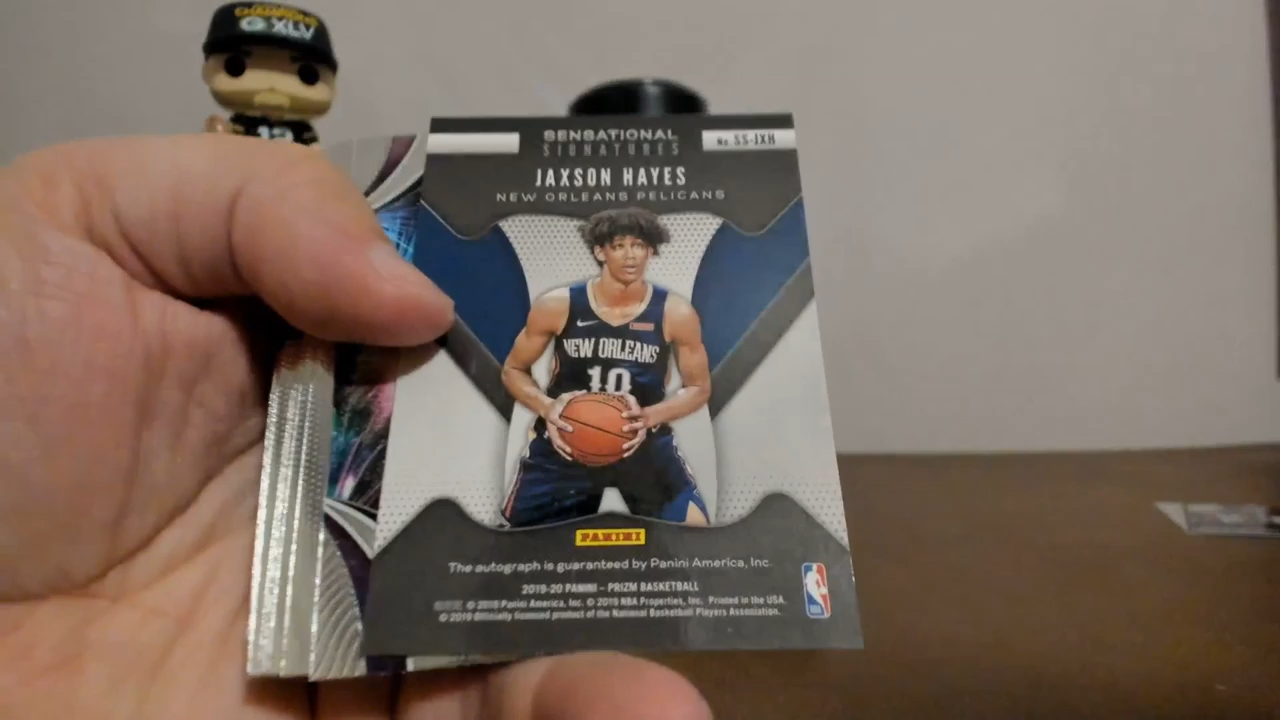 CHAMPIONS
XLV
12
SENSATIONAL
SIGNATURES
No. SS-JXH
JAXSON HAYES
NEW ORLEANS PELICANS
NEW ORLEANS
10
PANINI
The autograph is guaranteed by Panini America, Inc.
2019-20 PANINI – PRIZM BASKETBALL
© 2019 Panini America, Inc. © 2019 NBA Properties, Inc. Printed in the USA.
© 2019 Officially licensed product of the National Basketball Players Association.